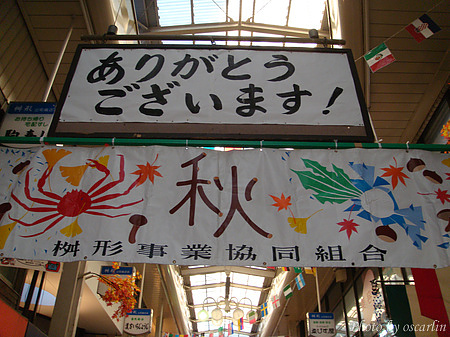 ありがとう
ございます!
秋
桝形事業協同組合
Photo by oscarlin